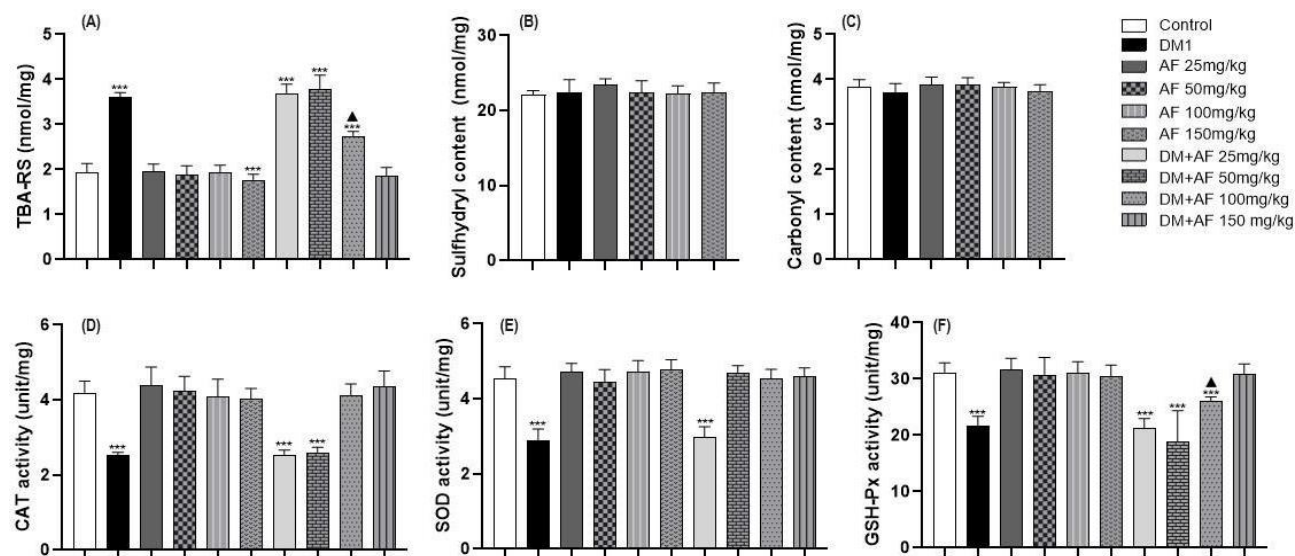 (A)
TBA-RS (nmol/mg)
5
4
3
2
1
0
***
***
***
***
▲
***
(B)
Sulfhydryl content (nmol/mg)
30
20
10
0
(C)
Carbonyl content (nmol/mg)
5
4
3
2
1
0
Control
DM1
AF 25mg/kg
AF 50mg/kg
AF 100mg/kg
AF 150mg/kg
DM+AF 25mg/kg
DM+AF 50mg/kg
DM+AF 100mg/kg
DM+AF 150 mg/kg
(D)
CAT activity (unit/mg)
6
4
2
0
***
***
***
(E)
SOD activity (unit/mg)
6
4
2
0
***
***
(F)
GSH-Px activity (unit/mg)
40
30
20
10
0
***
***
***
▲
***